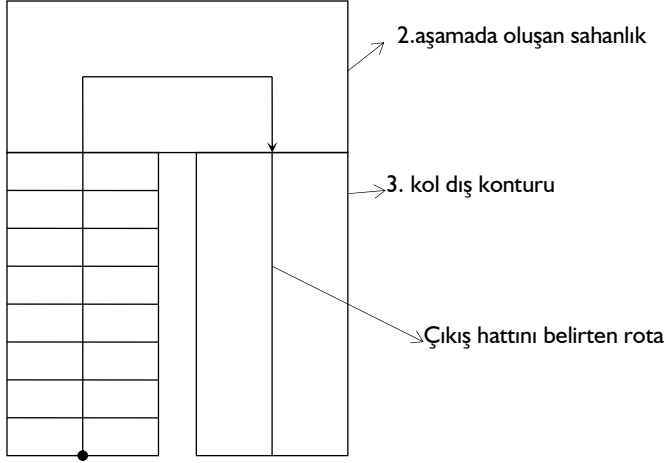 2.aşamada oluşan sahanlık
3. kol dış konturu
Çıkış hattını belirten rota